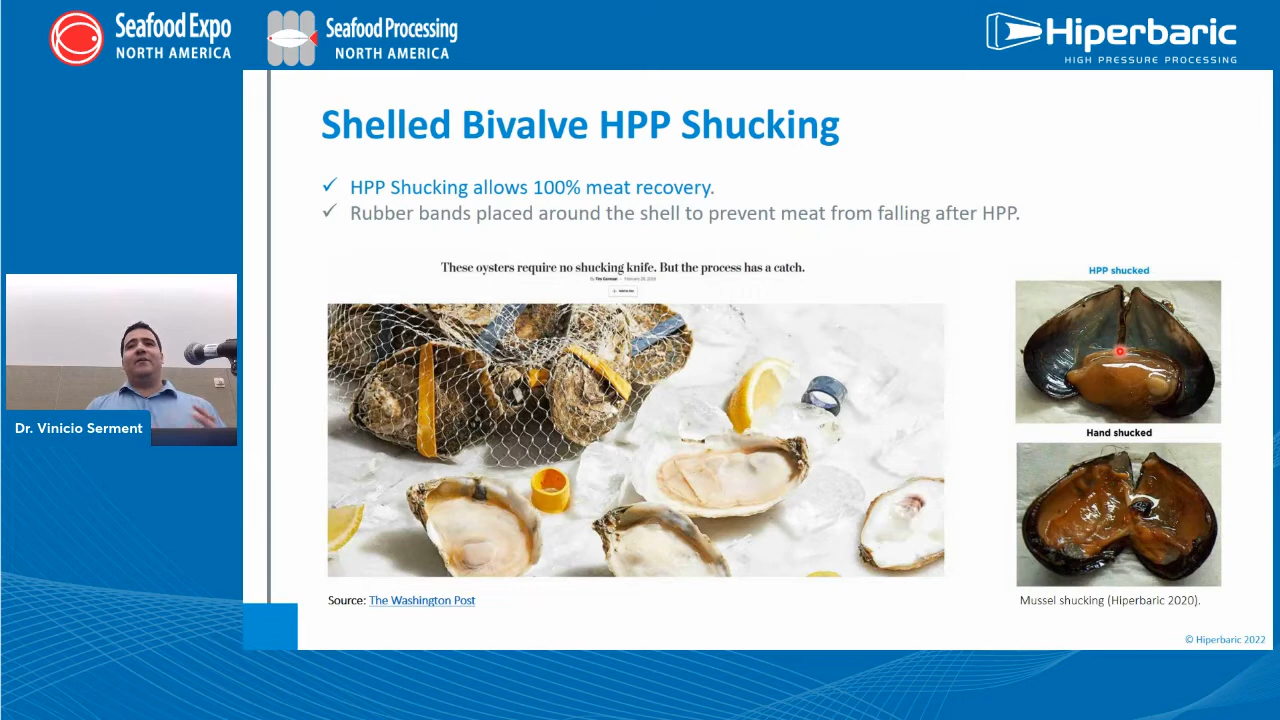 Seafood Expo
NORTH AMERICA
Seafood Processing
NORTH AMERICA
Hiperbaric
HIGH PRESSURE PROCESSING
Shelled Bivalve HPP Shucking
✓ HPP Shucking allows 100% meat recovery.
✓ Rubber bands placed around the shell to prevent meat from falling after HPP.
These oysters require no shucking knife. But the process has a catch.
By Tim Carman
HPP shucked
Hand shucked
Dr. Vinicio Serment
Source: The Washington Post
Mussel shucking (Hiperbaric 2020).
© Hiperbaric 2022